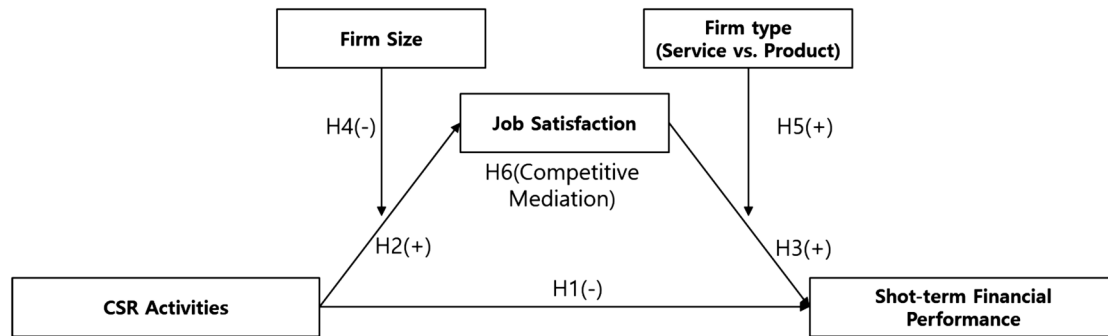 Firm Size
Firm type
(Service vs. Product)
H4(-)
Job Satisfaction
H5(+)
H6(Competitive
Mediation)
H2(+)
H3(+)
CSR Activities
H1(-)
Shot-term Financial
Performance